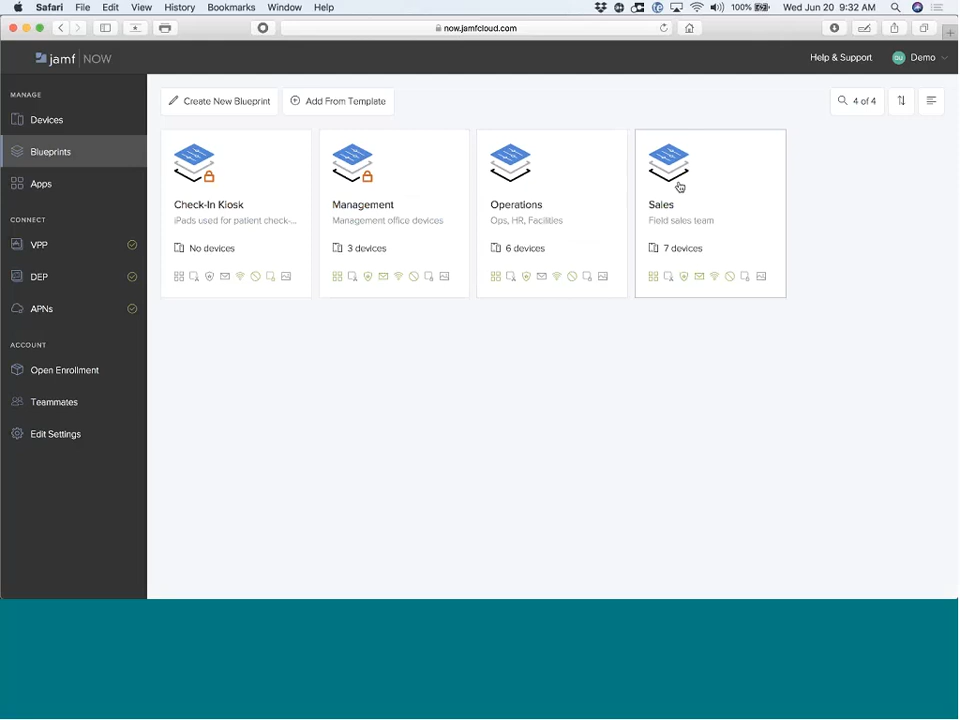 Safari File Edit View History Bookmarks Window Help 100% Wed Jun 20 9:32 AM
now.jamfcloud.com
jamf NOW
Help & Support
DU Demo
MANAGE
Devices
Blueprints
Apps
CONNECT
VPP
DEP
APNs
ACCOUNT
Open Enrollment
Teammates
Edit Settings
Create New Blueprint
Add From Template
4 of 4
Check-In Kiosk
iPads used for patient check-...
No devices
Management
Management office devices
3 devices
Operations
Ops, HR, Facilities
6 devices
Sales
Field sales team
7 devices